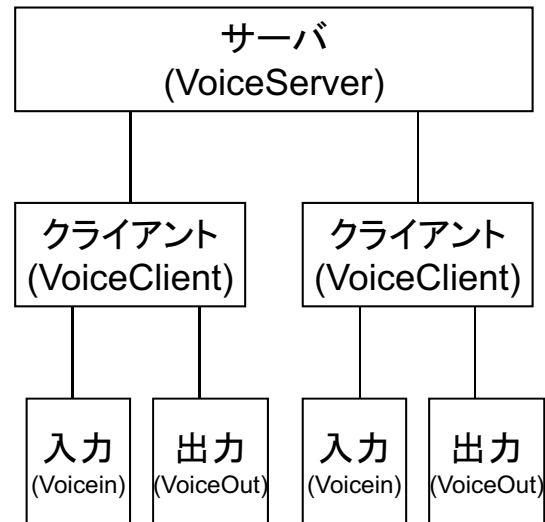 サーバ
(VoiceServer)
クライアント
(VoiceClient)
クライアント
(VoiceClient)
入力
(Voicein)
出力
(VoiceOut)
入力
(Voicein)
出力
(VoiceOut)